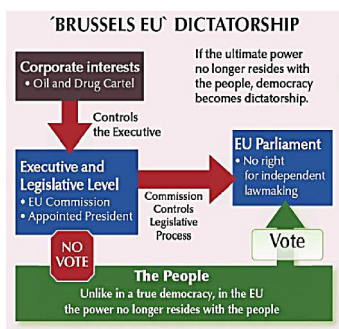 ´BRUSSELS EU` DICTATORSHIP
Corporate interests
• Oil and Drug Cartel
If the ultimate power
no longer resides with
the people, democracy
becomes dictatorship.
Controls
the Executive
Executive and
Legislative Level
• EU Commission
• Appointed President
Commission
Controls
Legislative
Process
EU Parliament
• No right
for independent
lawmaking
NO
VOTE
Vote
The People
Unlike in a true democracy, in the EU
the power no longer resides with the people